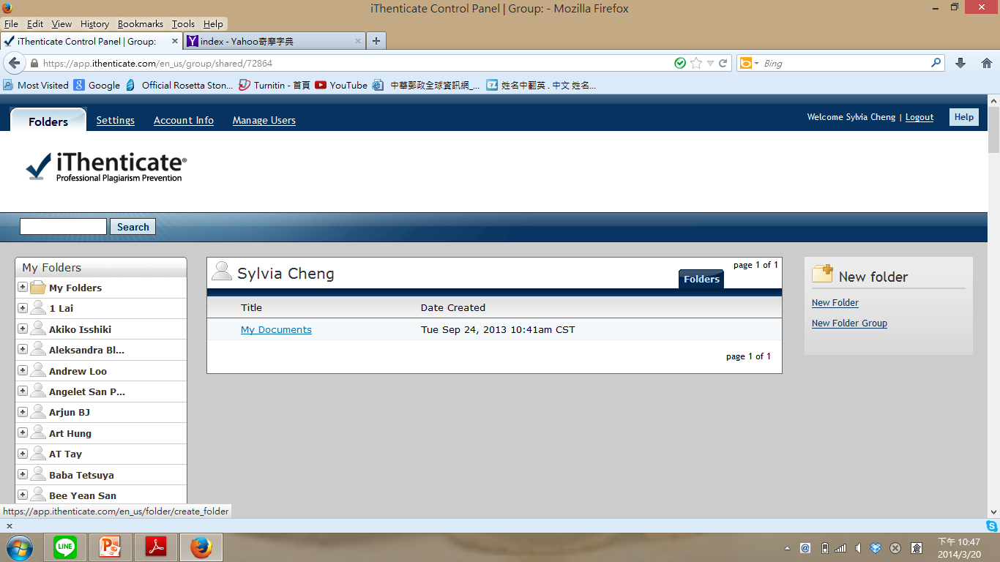 iThenticate Control Panel | Group: - Mozilla Firefox
File Edit View History Bookmarks Tools Help
iThenticate Control Panel | Group:
index - Yahoo奇摩字典
https://app.ithenticate.com/en_us/group/shared/72864
Bing
Most Visited Google Official Rosetta Ston... Turnitin - 首頁 YouTube 中華郵政全球資訊網_... 姓名中翻英 . 中文 姓名...
Folders Settings Account Info Manage Users
Welcome Sylvia Cheng | Logout Help
iThenticate®
Professional Plagiarism Prevention
Search
My Folders
My Folders
1 Lai
Akiko Isshiki
Aleksandra Bl...
Andrew Loo
Angelet San P...
Arjun BJ
Art Hung
AT Tay
Baba Tetsuya
Bee Yean San
Sylvia Cheng
Folders
page 1 of 1
Title Date Created
My Documents Tue Sep 24, 2013 10:41am CST
page 1 of 1
New folder
New Folder
New Folder Group
https://app.ithenticate.com/en_us/folder/create_folder
LINE
倉
下午 10:47
2014/3/20